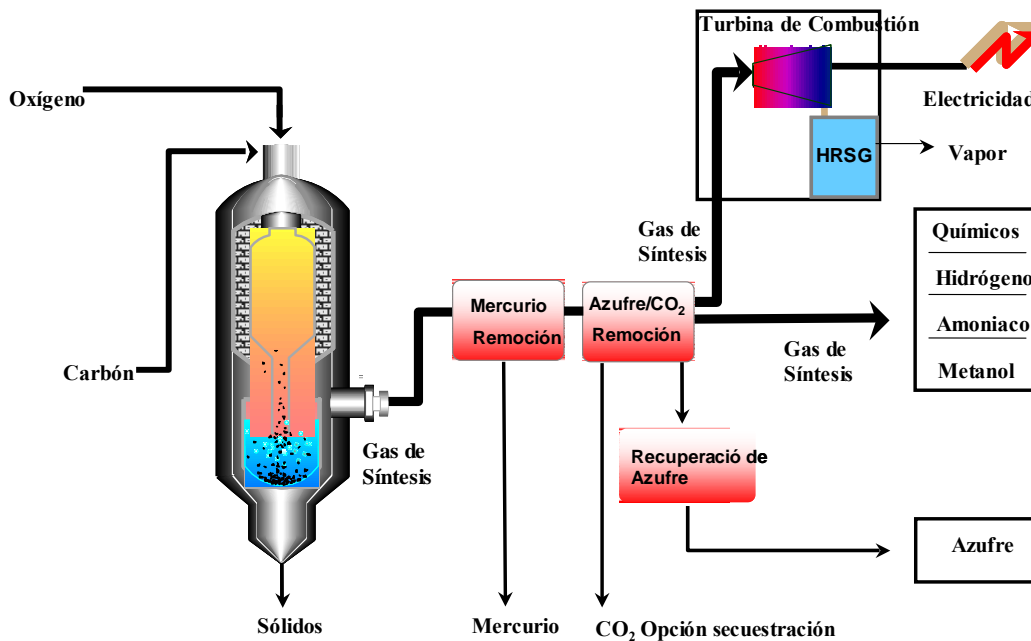 Turbina de Combustión
Oxígeno
Electricidad
HRSG
Vapor
Gas de
Síntesis
Químicos
Hidrógeno
Amoniaco
Metanol
Mercurio
Remoción
Azufre/CO₂
Remoción
Gas de
Síntesis
Carbón
Gas de
Síntesis
Recuperació de
Azufre
Azufre
Sólidos
Mercurio
CO₂ Opción secuestración